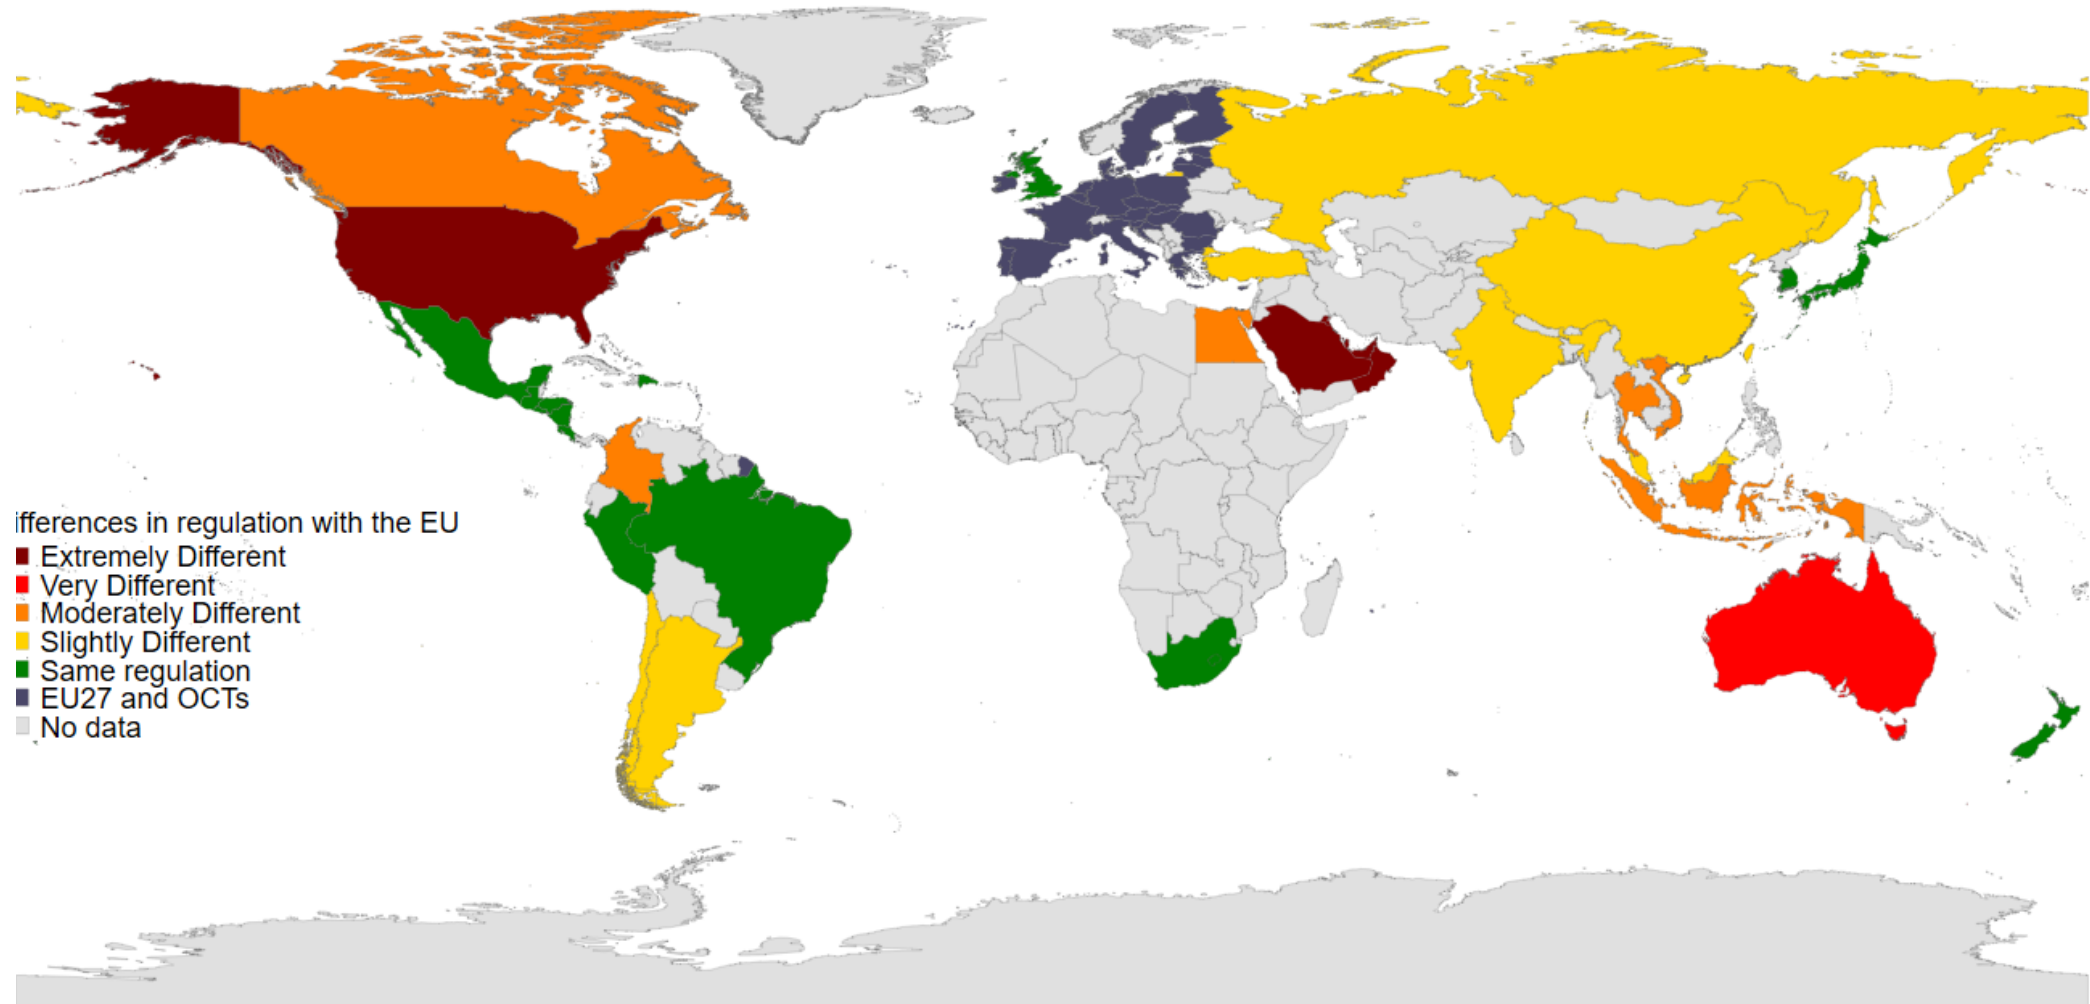 ifferences in regulation with the EU
Extremely Different
Very Different
Moderately Different
Slightly Different
Same regulation
EU27 and OCTs
No data